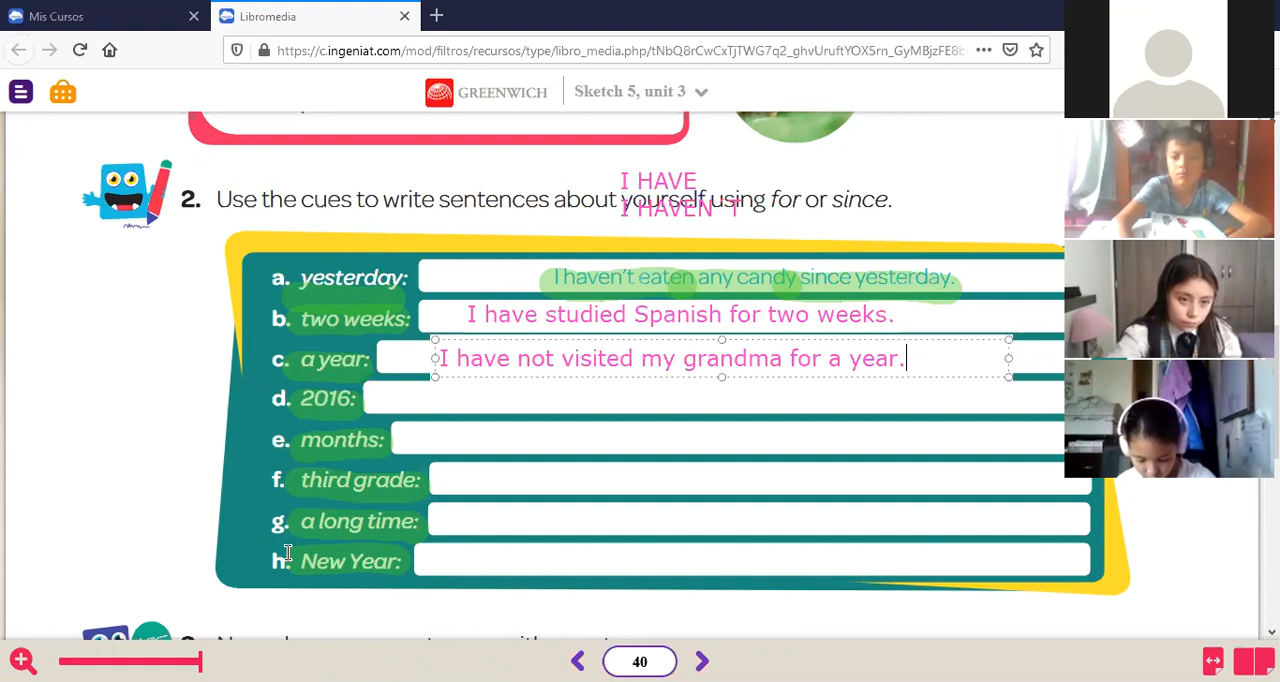 Mis Cursos
Libromedia
https://c.ingeniat.com/mod/filtros/recursos/type/libro_media.php/tNbQ8rCwCxTjTWG7q2_ghvUruftYOX5rn_GyMBjzFE8b
GREENWICH
Sketch 5, unit 3
I HAVE
2. Use the cues to write sentences about yourself using for or since.
I HAVEN 'T
a. yesterday: I haven't eaten any candy since yesterday.
b. two weeks: I have studied Spanish for two weeks.
c. a year: I have not visited my grandma for a year.
d. 2016:
e. months:
f. third grade:
g. a long time:
h. New Year:
40